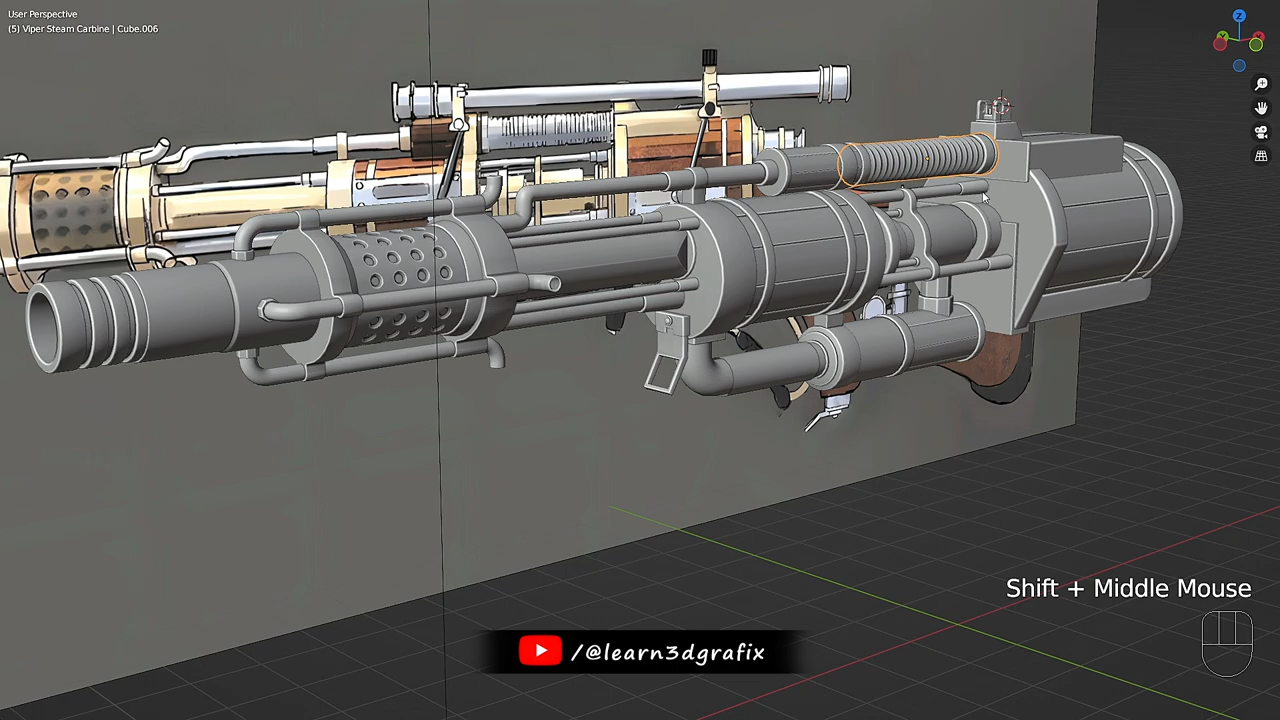 User Perspective
(5) Viper Steam Carbine | Cube.006
Z
Y
Shift + Middle Mouse
/@learn3dgrafix